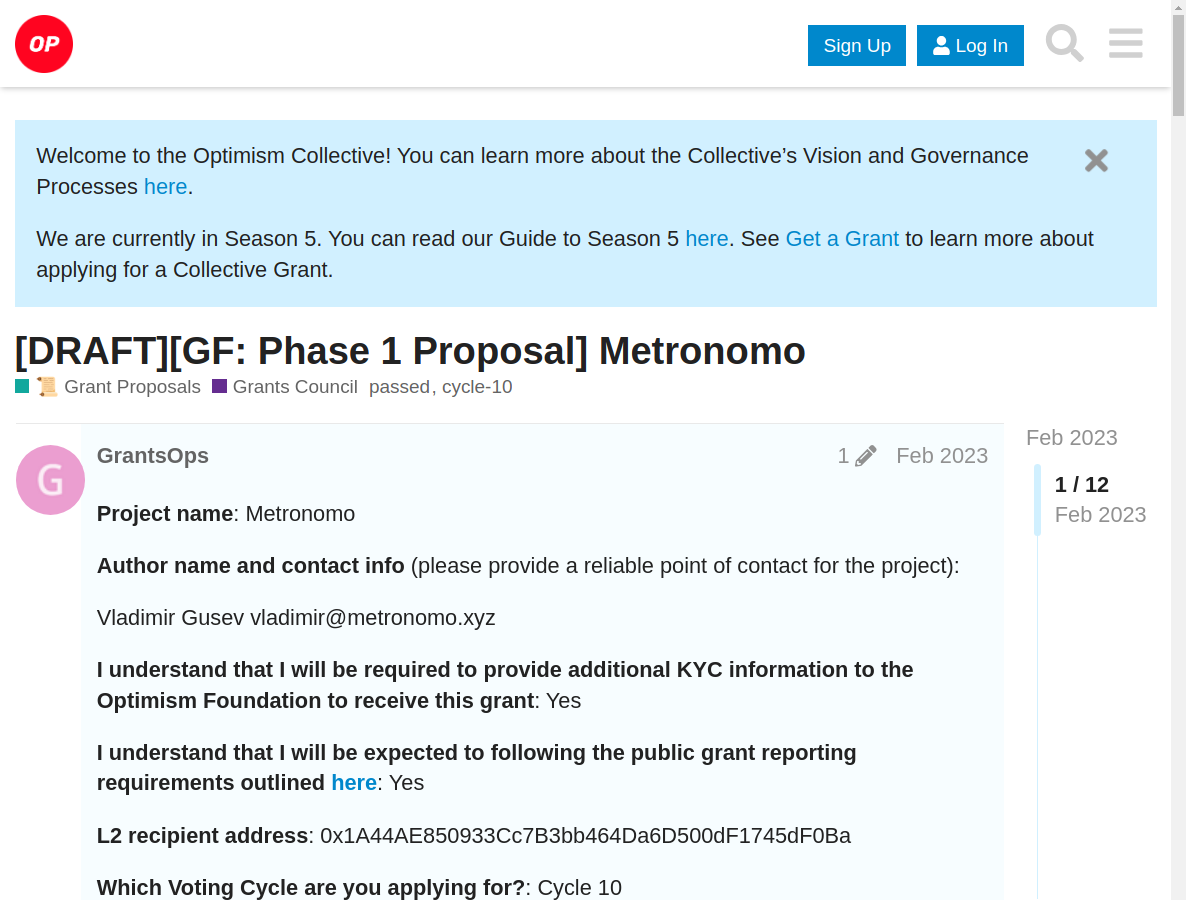 OP
Sign Up
Log In
Welcome to the Optimism Collective! You can learn more about the Collective’s Vision and Governance
Processes here.
We are currently in Season 5. You can read our Guide to Season 5 here. See Get a Grant to learn more about
applying for a Collective Grant.
[DRAFT][GF: Phase 1 Proposal] Metronomo
Grant Proposals Grants Council passed, cycle-10
G
GrantsOps 1 Feb 2023
Project name: Metronomo
Author name and contact info (please provide a reliable point of contact for the project):
Vladimir Gusev vladimir@metronomo.xyz
I understand that I will be required to provide additional KYC information to the
Optimism Foundation to receive this grant: Yes
I understand that I will be expected to following the public grant reporting
requirements outlined here: Yes
L2 recipient address: 0x1A44AE850933Cc7B3bb464Da6D500dF1745dF0Ba
Which Voting Cycle are you applying for?: Cycle 10
Feb 2023
1 / 12
Feb 2023